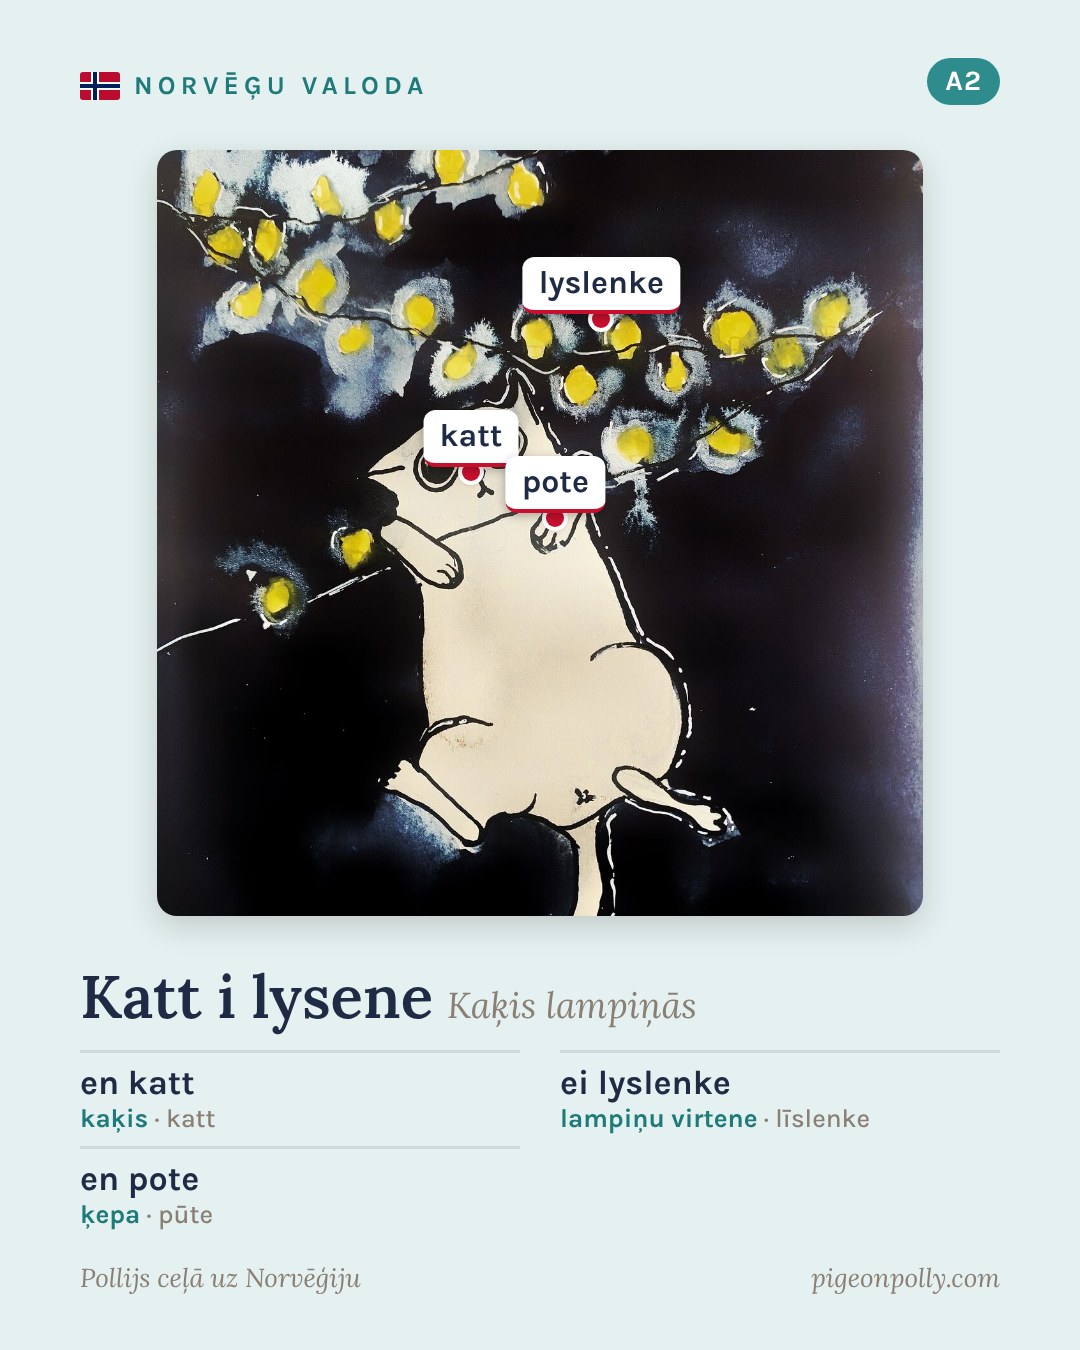 NORVĒĢU VALODA
A2
lyslenke
katt
pote
Katt i lysene Kaķis lampiņās
en katt
kaķis · katt
ei lyslenke
lampiņu virtene · līslenke
en pote
ķepa · pūte
Pollijs ceļā uz Norvēģiju
pigeonpolly.com